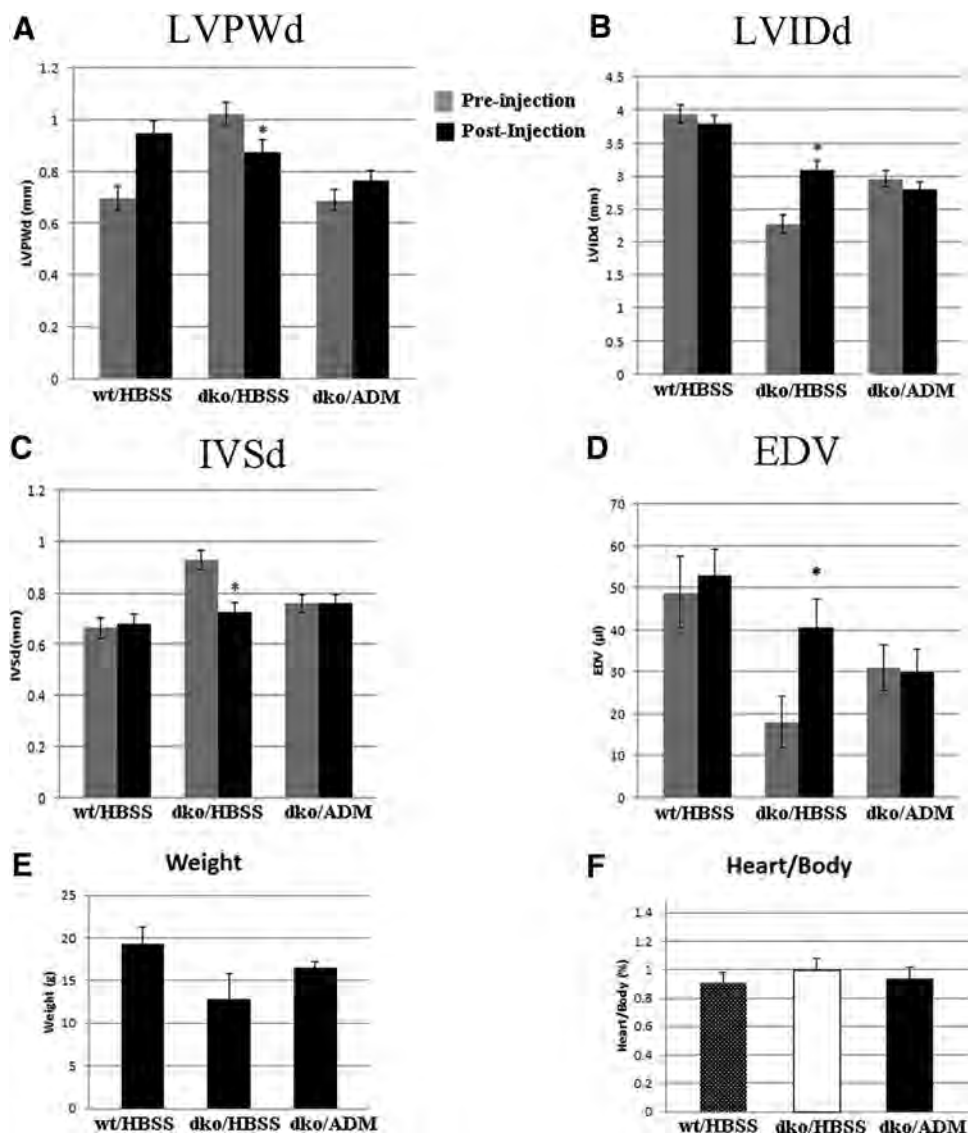 A
LVPWd
1.2
1
0.8
0.6
0.4
0.2
0
LVPWd (mm)
*
wt/HBSS dko/HBSS dko/ADM
Pre-injection
Post-Injection
B
LVIDd
4.5
4
3.5
3
2.5
2
1.5
1
0.5
0
LVIDd (mm)
*
wt/HBSS dko/HBSS dko/ADM
C
IVSd
1.2
1
0.8
0.6
0.4
0.2
0
IVSd(mm)
*
wt/HBSS dko/HBSS dko/ADM
D
EDV
70
60
50
40
30
20
10
0
EDV (µl)
*
wt/HBSS dko/HBSS dko/ADM
E
Weight
25
20
15
10
5
0
Weight (g)
wt/HBSS dko/HBSS dko/ADM
F
Heart/Body
1.4
1.2
1
0.8
0.6
0.4
0.2
0
Heart/Body (%)
wt/HBSS dko/HBSS dko/ADM